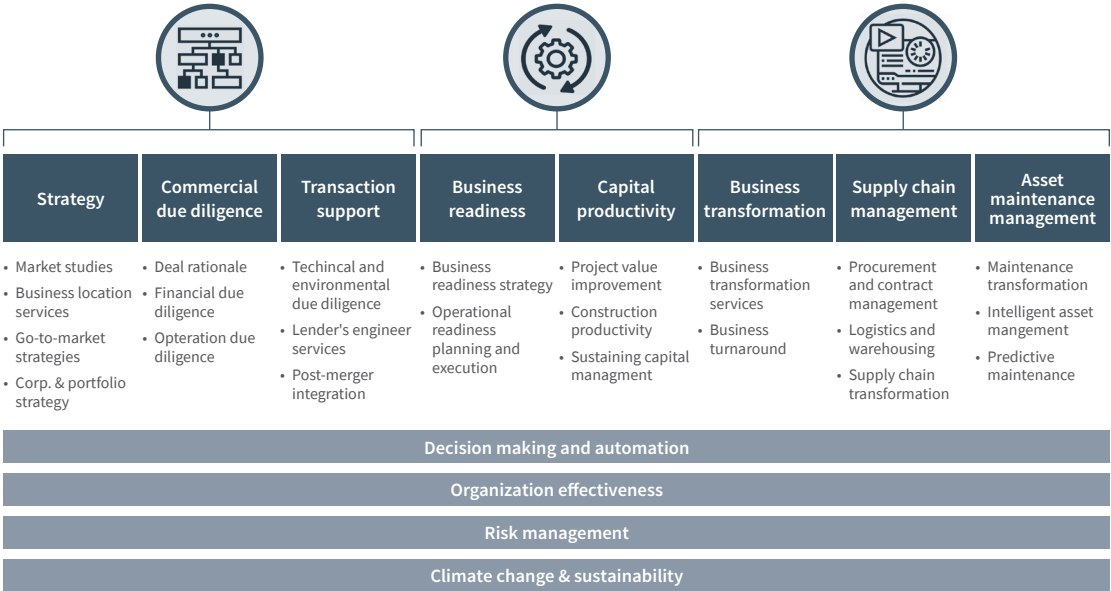 Strategy
Commercial
due diligence
Transaction
support
Business
readiness
Capital
productivity
Business
transformation
Supply chain
management
Asset
maintenance
management
• Market studies
• Business location
services
• Go-to-market
strategies
• Corp. & portfolio
strategy
• Deal rationale
• Financial due
diligence
• Opteration due
diligence
• Techincal and
environmental
due diligence
• Lender's engineer
services
• Post-merger
integration
• Business
readiness strategy
• Operational
readiness
planning and
execution
• Project value
improvement
• Construction
productivity
• Sustaining capital
managment
• Business
transformation
services
• Business
turnaround
• Procurement
and contract
management
• Logistics and
warehousing
• Supply chain
transformation
• Maintenance
transformation
• Intelligent asset
mangement
• Predictive
maintenance
Decision making and automation
Organization effectiveness
Risk management
Climate change & sustainability